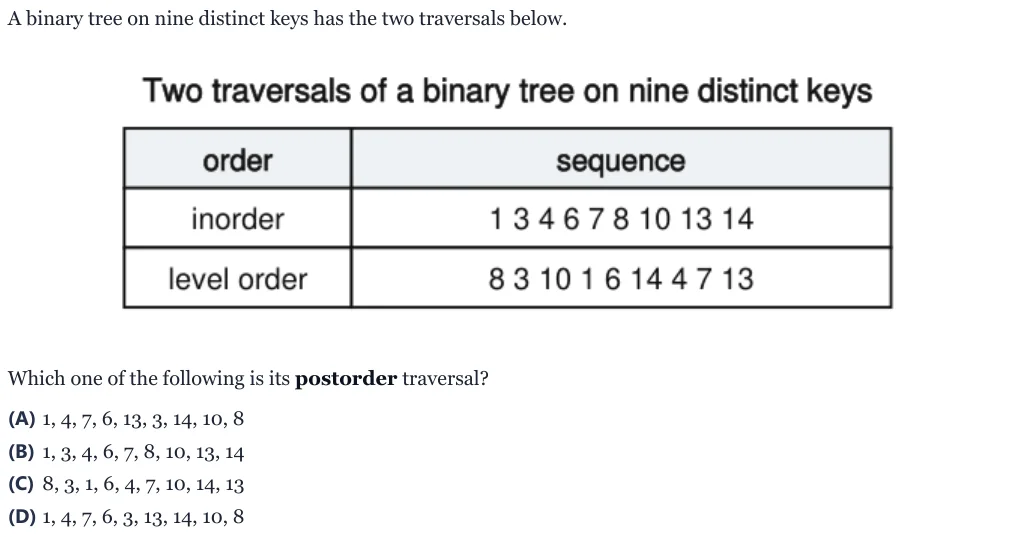 A binary tree on nine distinct keys has the two traversals below.
Two traversals of a binary tree on nine distinct keys
order sequence
inorder 1 3 4 6 7 8 10 13 14
level order 8 3 10 1 6 14 4 7 13
Which one of the following is its postorder traversal?
(A) 1, 4, 7, 6, 13, 3, 14, 10, 8
(B) 1, 3, 4, 6, 7, 8, 10, 13, 14
(C) 8, 3, 1, 6, 4, 7, 10, 14, 13
(D) 1, 4, 7, 6, 3, 13, 14, 10, 8